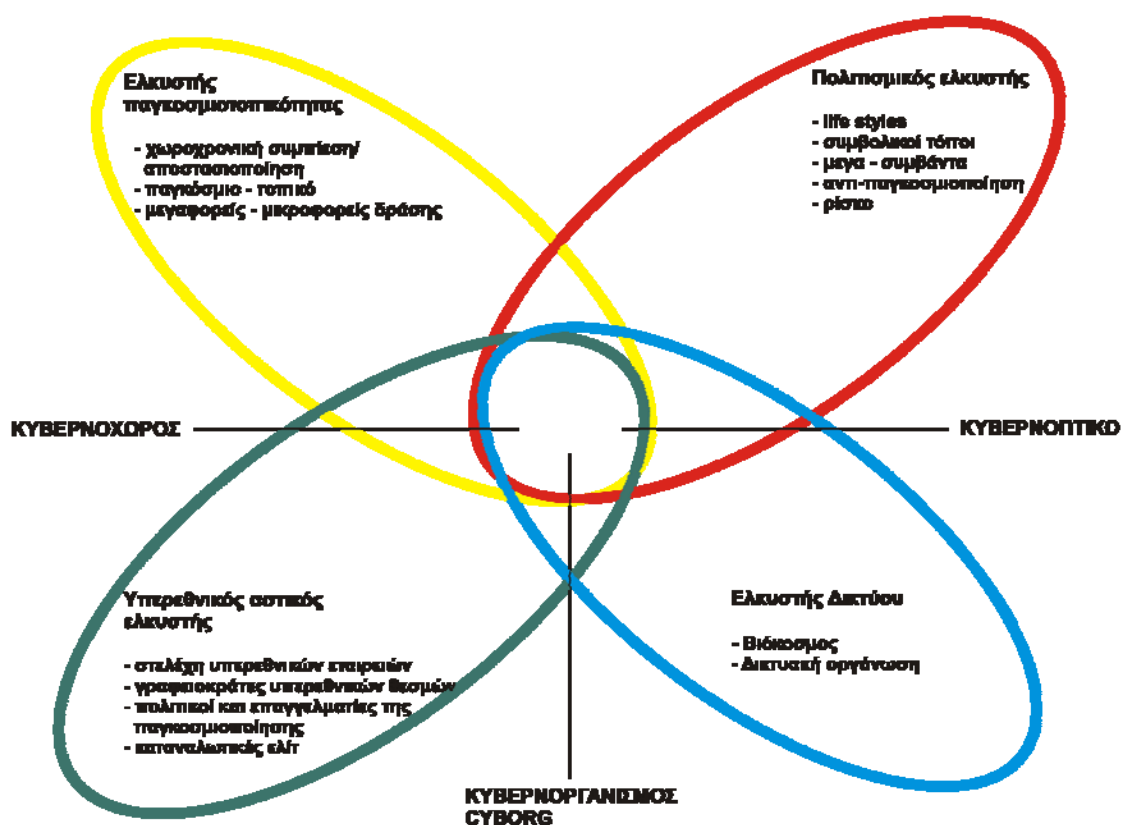 Ελκυστής
παγκοσμιοτοπικότητας
- χωροχρονική συμπίεση/
αποστασιοποίηση
- παγκόσμιο - τοπικό
- μεγαφορείς - μικροφορείς δράσης
Πολιτισμικός ελκυστής
- life styles
- συμβολικοί τόποι
- μεγα - συμβάντα
- αντι-παγκοσμιοποίηση
- ρίσκο
ΚΥΒΕΡΝΟΧΩΡΟΣ
ΚΥΒΕΡΝΟΠΤΙΚΟ
Υπερεθνικός αστικός
ελκυστής
- στελέχη υπερεθνικών εταιρειών
- γραφειοκράτες υπερεθνικών θεσμών
- πολιτικοί και επαγγελματίες της
παγκοσμιοποίησης
- καταναλωτικές ελίτ
Ελκυστής Δικτύου
- Βιόκοσμος
- Δικτυακή οργάνωση
ΚΥΒΕΡΝΟΡΓΑΝΙΣΜΟΣ
CYBORG